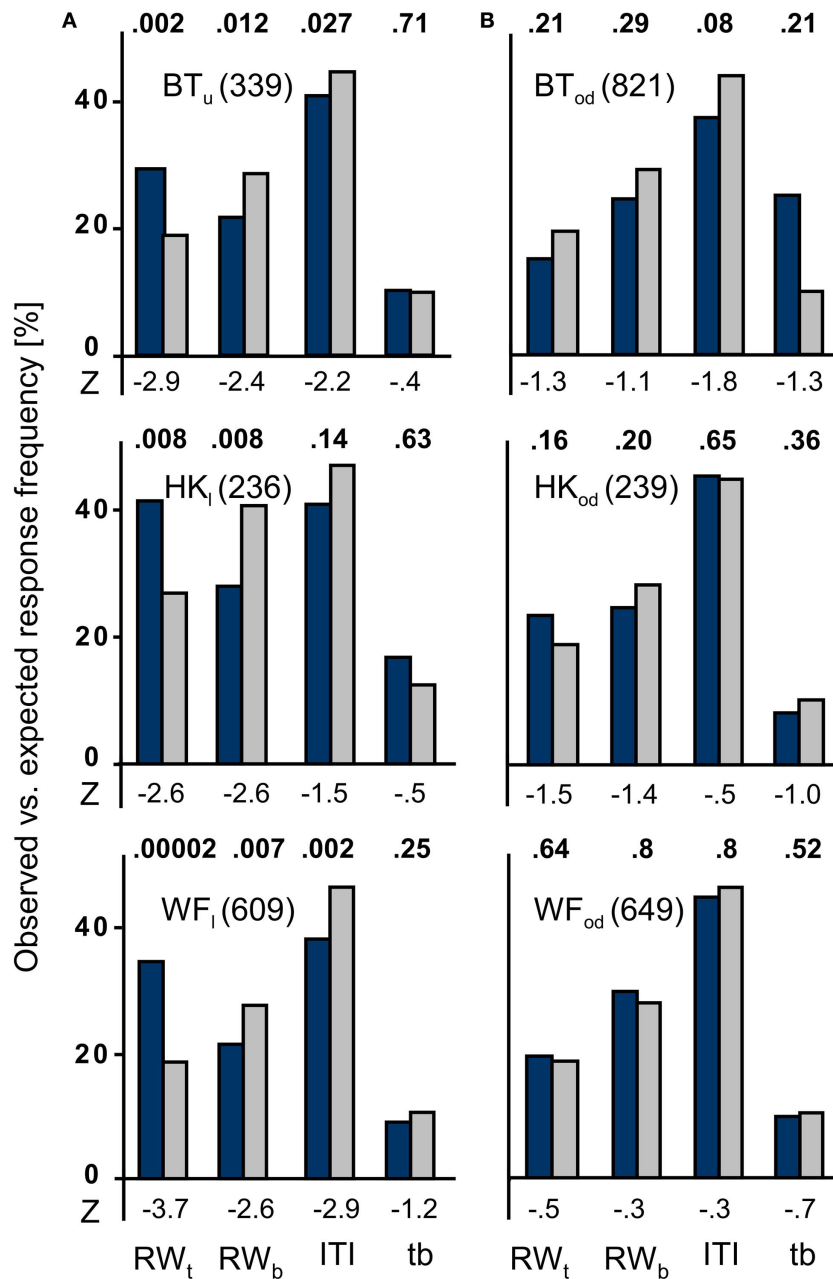 A .002 .012 .027 .71 B .21 .29 .08 .21
BTu (339) BTod (821)
40
20
0
Z -2.9 -2.4 -2.2 -.4 -1.3 -1.1 -1.8 -1.3
.008 .008 .14 .63 .16 .20 .65 .36
HKl (236) HKod (239)
40
20
0
Z -2.6 -2.6 -1.5 -.5 -1.5 -1.4 -.5 -1.0
.00002 .007 .002 .25 .64 .8 .8 .52
WFl (609) WFod (649)
40
20
0
Z -3.7 -2.6 -2.9 -1.2 -.5 -.3 -.3 -.7
RWt RWb ITI tb RWt RWb ITI tb
Observed vs. expected response frequency [%]